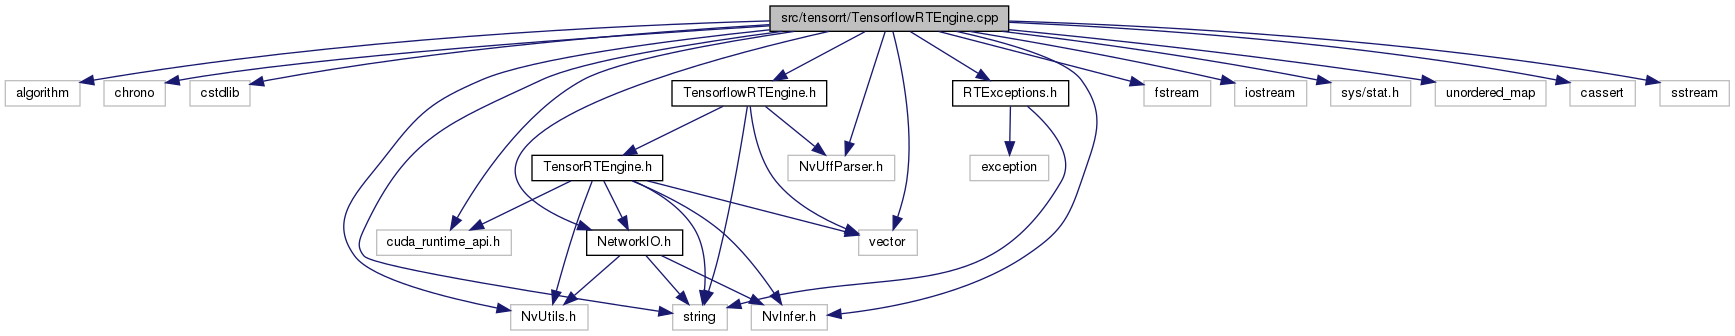 src/tensorrt/TensorflowRTEngine.cpp
algorithm
chrono
cstdlib
TensorflowRTEngine.h
RTExceptions.h
fstream
iostream
sys/stat.h
unordered_map
cassert
sstream
TensorRTEngine.h
NvUffParser.h
exception
cuda_runtime_api.h
NetworkIO.h
vector
NvUtils.h
string
NvInfer.h